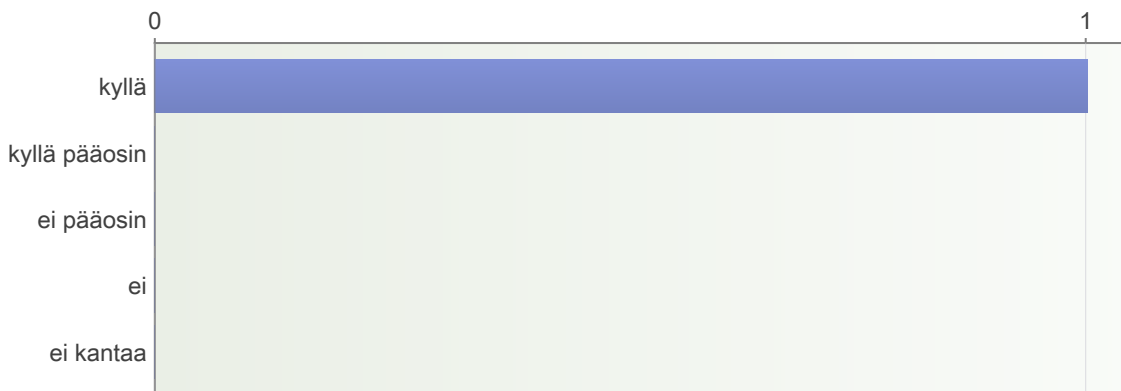 0 1
kyllä
kyllä pääosin
ei pääosin
ei
ei kantaa